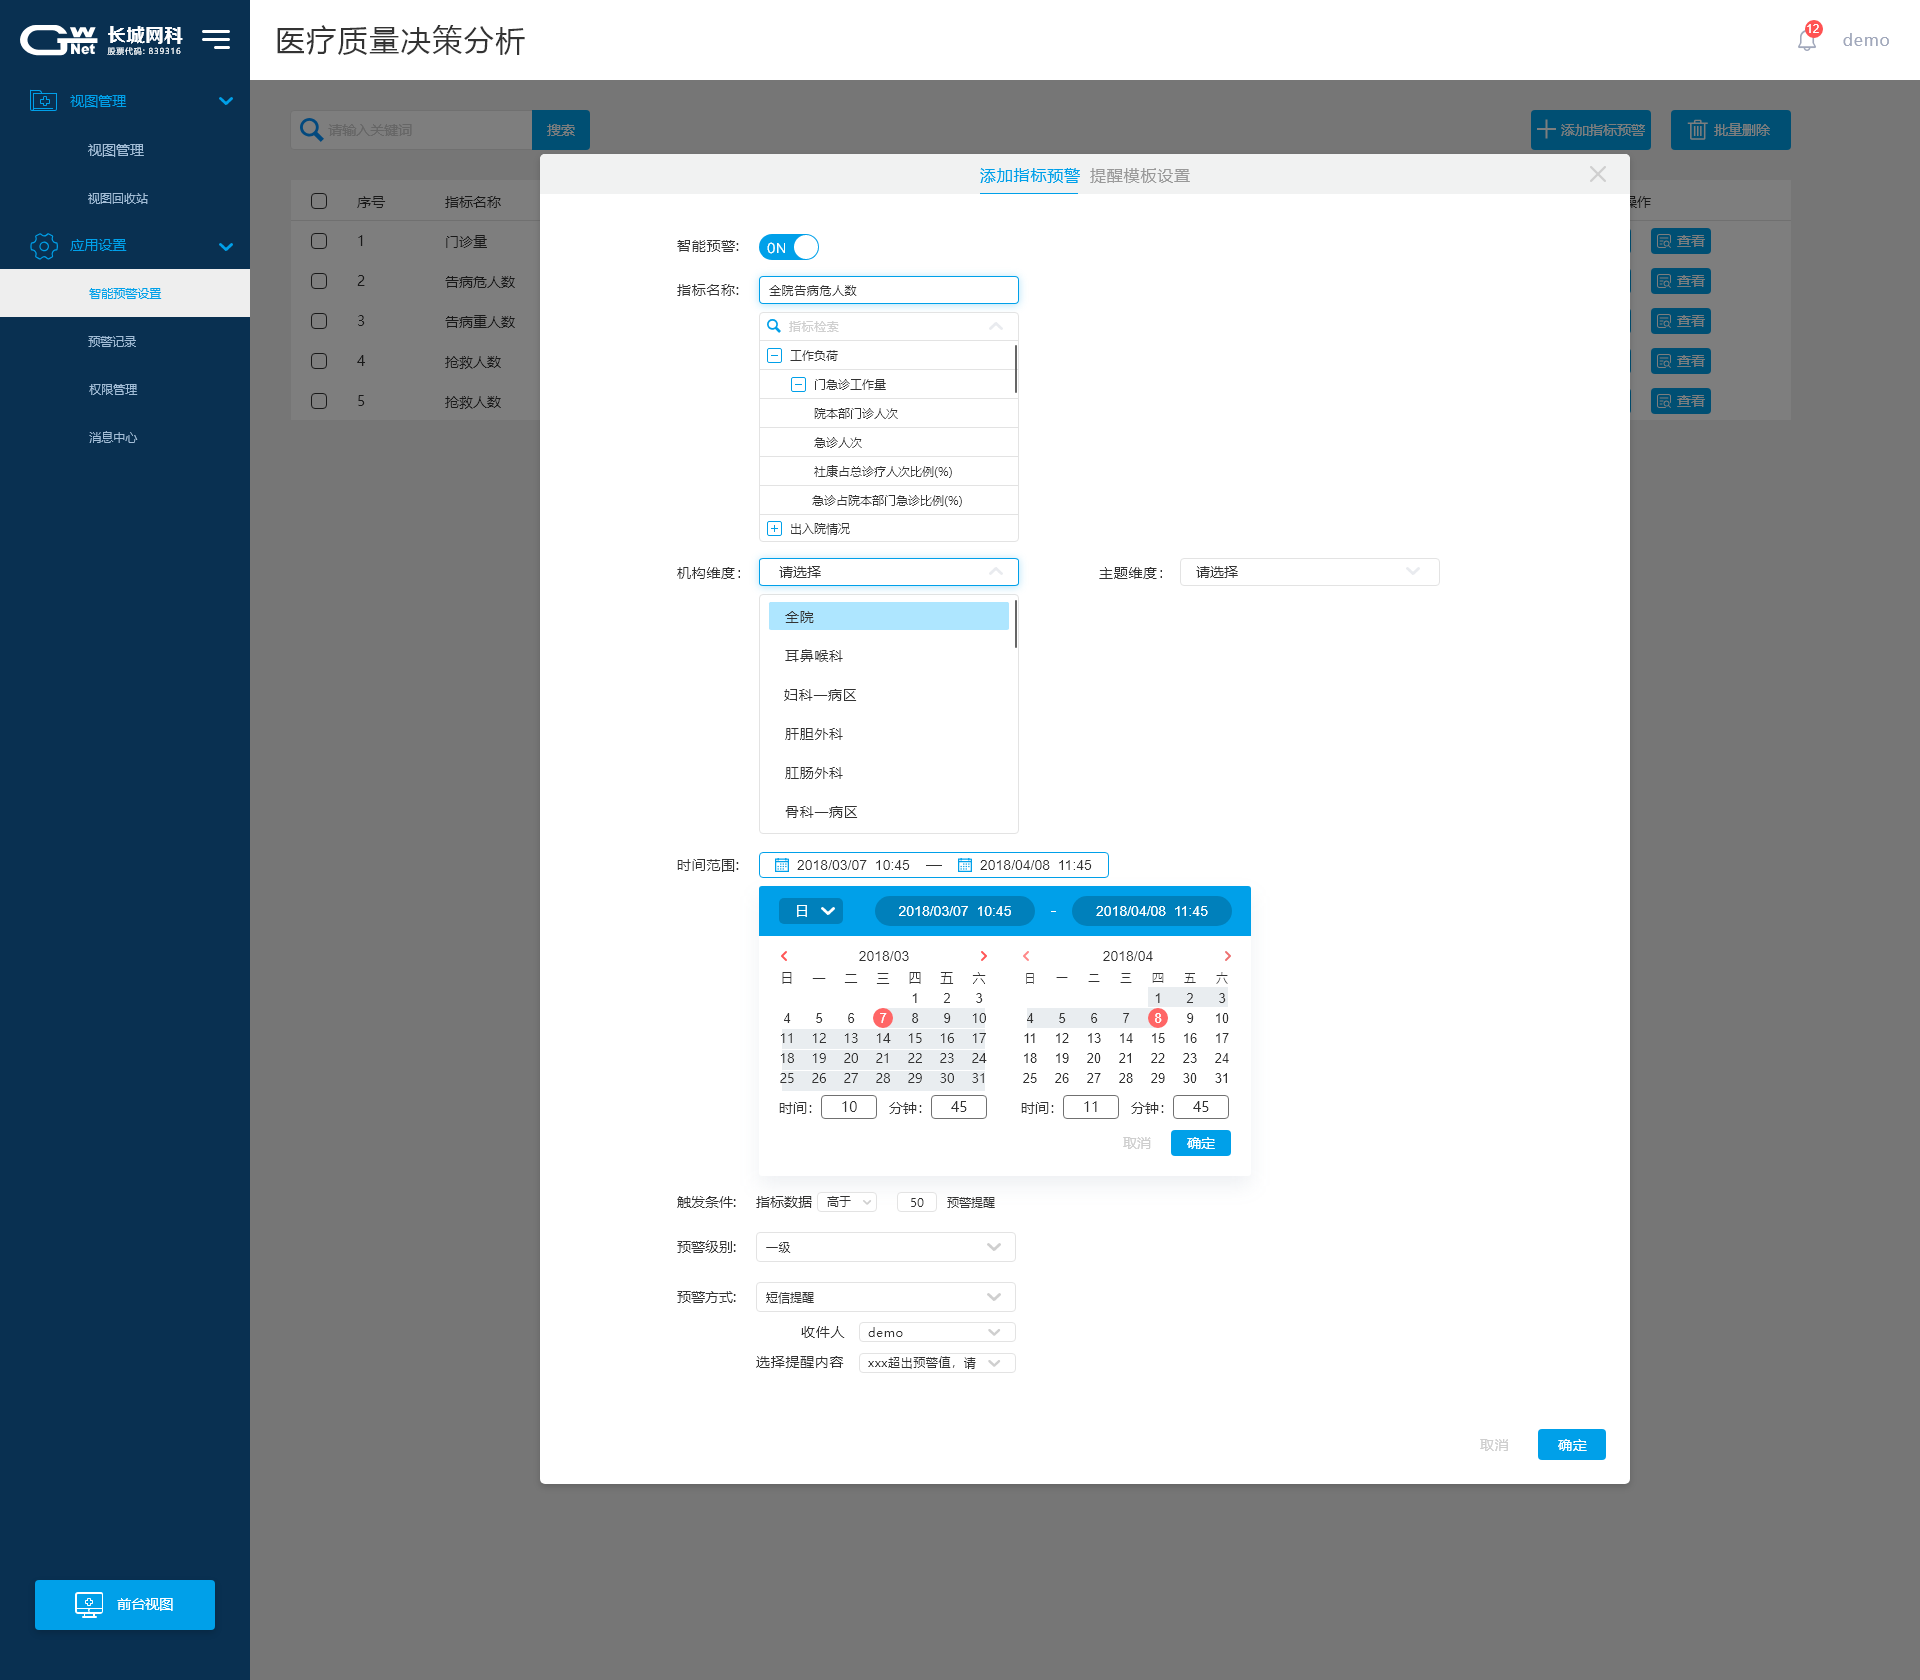 GW Net 长城网科
股票代码: 839316
医疗质量决策分析
12
demo
视图管理
视图管理
视图回收站
应用设置
智能预警设置
预警记录
权限管理
消息中心
前台视图
请输入关键词 搜索
添加指标预警 批量删除
序号 指标名称 操作
1 门诊量 查看
2 告病危人数 查看
3 告病重人数 查看
4 抢救人数 查看
5 抢救人数 查看
添加指标预警 提醒模板设置
智能预警: ON
指标名称: 全院告病危人数
指标检索
工作负荷
门急诊工作量
院本部门诊人次
急诊人次
社康占总诊疗人次比例(%)
急诊占院本部门急诊比例(%)
出入院情况
机构维度: 请选择 主题维度: 请选择
全院
耳鼻喉科
妇科一病区
肝胆外科
肛肠外科
骨科一病区
时间范围: 2018/03/07 10:45 — 2018/04/08 11:45
日 2018/03/07 10:45 - 2018/04/08 11:45
2018/03
日 一 二 三 四 五 六
1 2 3
4 5 6 7 8 9 10
11 12 13 14 15 16 17
18 19 20 21 22 23 24
25 26 27 28 29 30 31
时间: 10 分钟: 45
2018/04
日 一 二 三 四 五 六
1 2 3
4 5 6 7 8 9 10
11 12 13 14 15 16 17
18 19 20 21 22 23 24
25 26 27 28 29 30 31
时间: 11 分钟: 45
取消 确定
触发条件: 指标数据 高于 50 预警提醒
预警级别: 一级
预警方式: 短信提醒
收件人 demo
选择提醒内容 xxx超出预警值，请
取消 确定